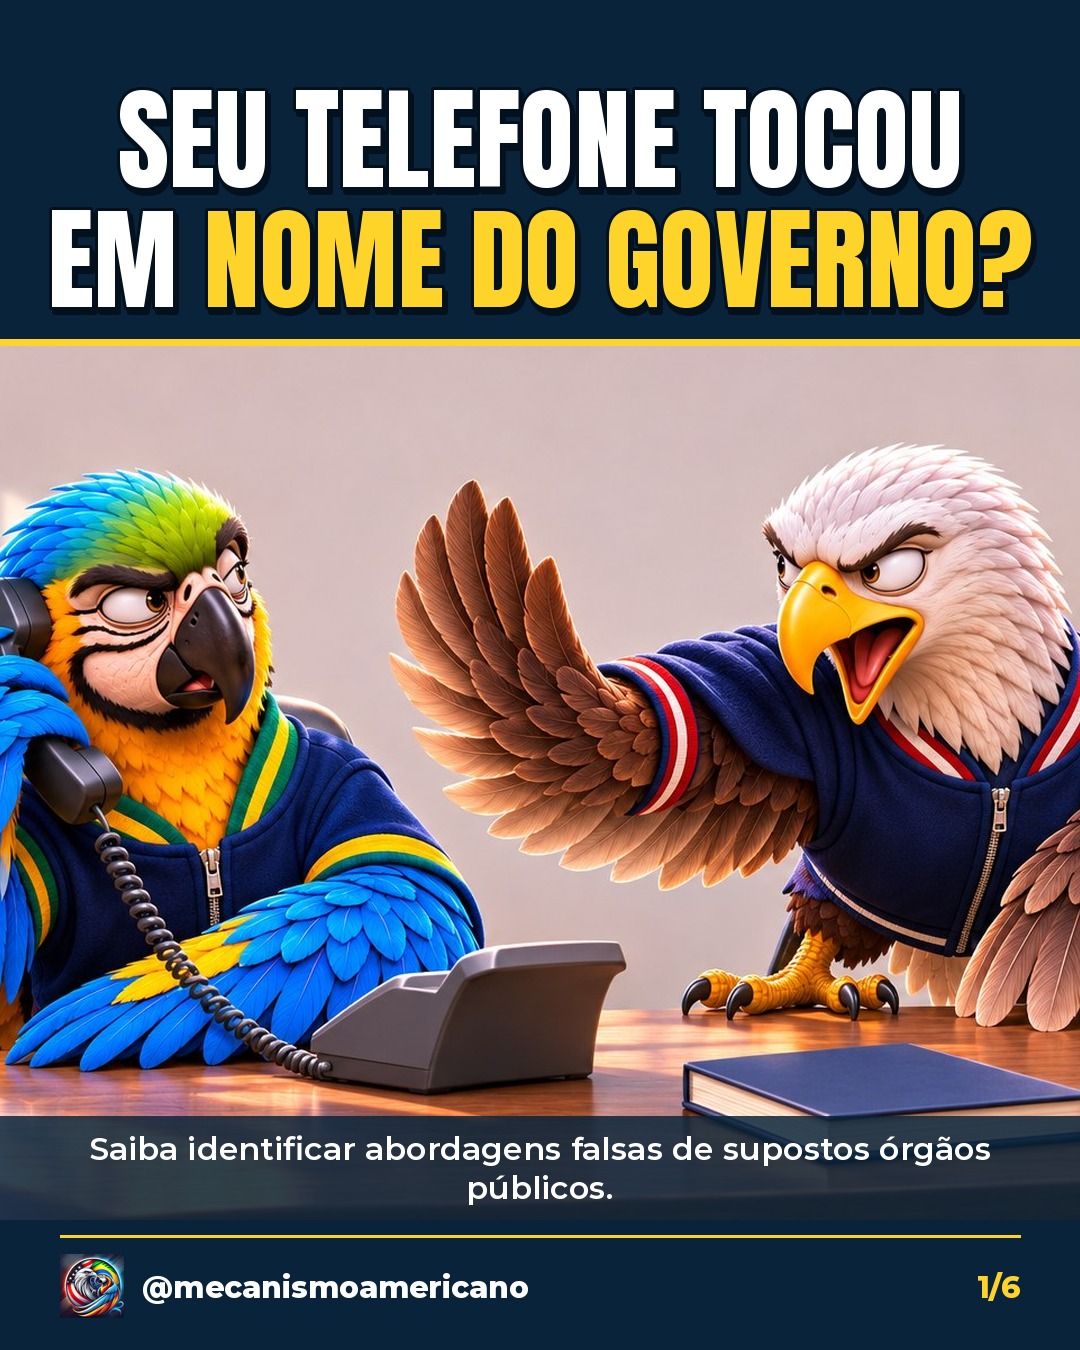 SEU TELEFONE TOCOU
EM NOME DO GOVERNO?
Saiba identificar abordagens falsas de supostos órgãos
públicos.
@mecanismoamericano
1/6